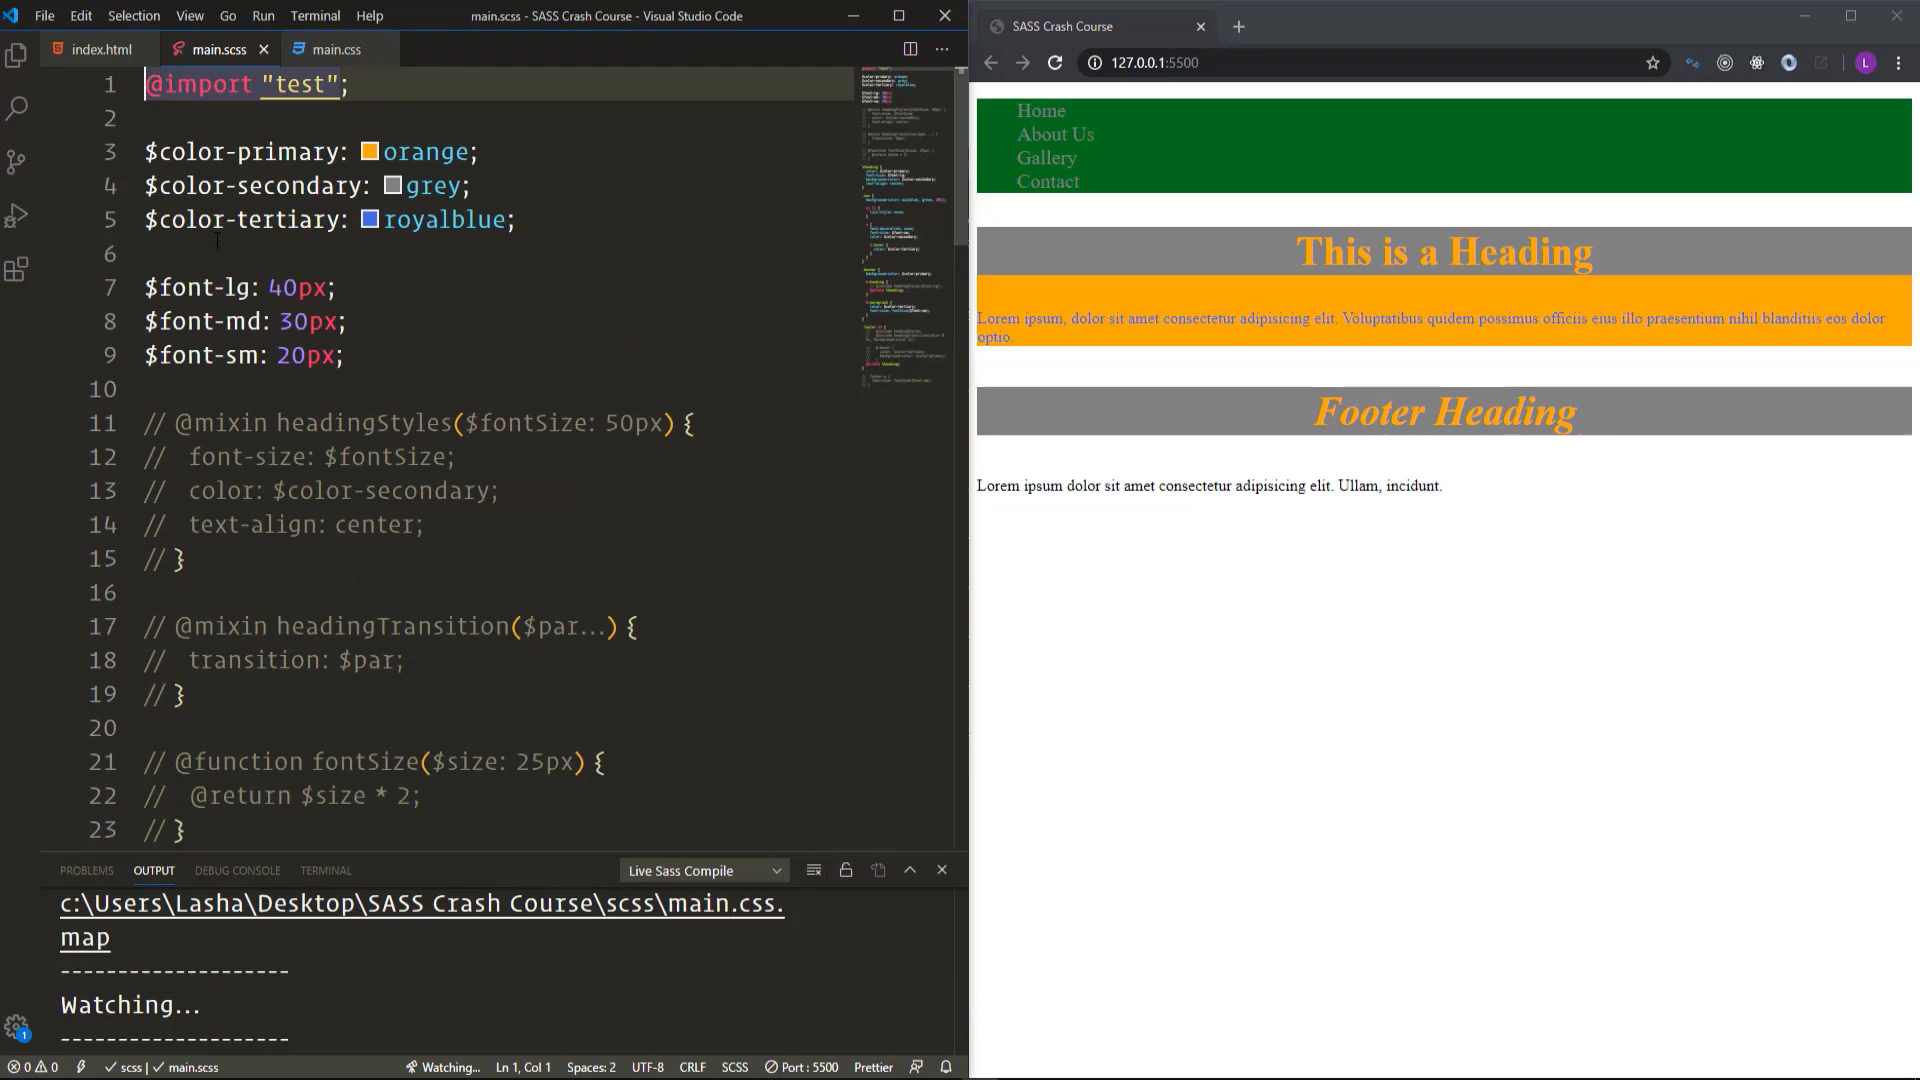 File Edit Selection View Go Run Terminal Help main.scss - SASS Crash Course - Visual Studio Code
index.html main.scss main.css
1 @import "test";
2
3 $color-primary: orange;
4 $color-secondary: grey;
5 $color-tertiary: royalblue;
6
7 $font-lg: 40px;
8 $font-md: 30px;
9 $font-sm: 20px;
10
11 // @mixin headingStyles($fontSize: 50px) {
12 //   font-size: $fontSize;
13 //   color: $color-secondary;
14 //   text-align: center;
15 // }
16
17 // @mixin headingTransition($par...) {
18 //   transition: $par;
19 // }
20
21 // @function fontSize($size: 25px) {
22 //   @return $size * 2;
23 // }
PROBLEMS OUTPUT DEBUG CONSOLE TERMINAL Live Sass Compile
c:\Users\Lasha\Desktop\SASS Crash Course\scss\main.css.
map
--------------------
Watching...
--------------------
0 0 scss | main.scss Watching... Ln 1, Col 1 Spaces: 2 UTF-8 CRLF SCSS Port : 5500 Prettier
1
SASS Crash Course
127.0.0.1:5500
L
Home
About Us
Gallery
Contact
This is a Heading
Lorem ipsum, dolor sit amet consectetur adipisicing elit. Voluptatibus quidem possimus officiis eius illo praesentium nihil blanditiis eos dolor
optio.
Footer Heading
Lorem ipsum dolor sit amet consectetur adipisicing elit. Ullam, incidunt.